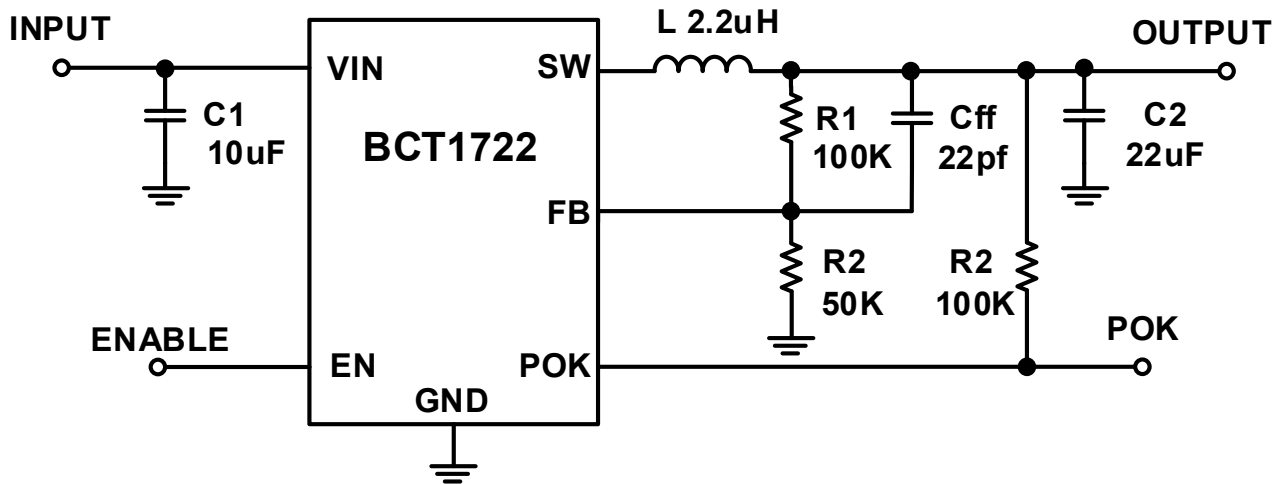 INPUT
L 2.2uH
OUTPUT
VIN
SW
C1
10uF
BCT1722
R1
100K
Cff
22pf
C2
22uF
FB
R2
50K
R2
100K
ENABLE
EN
POK
POK
GND